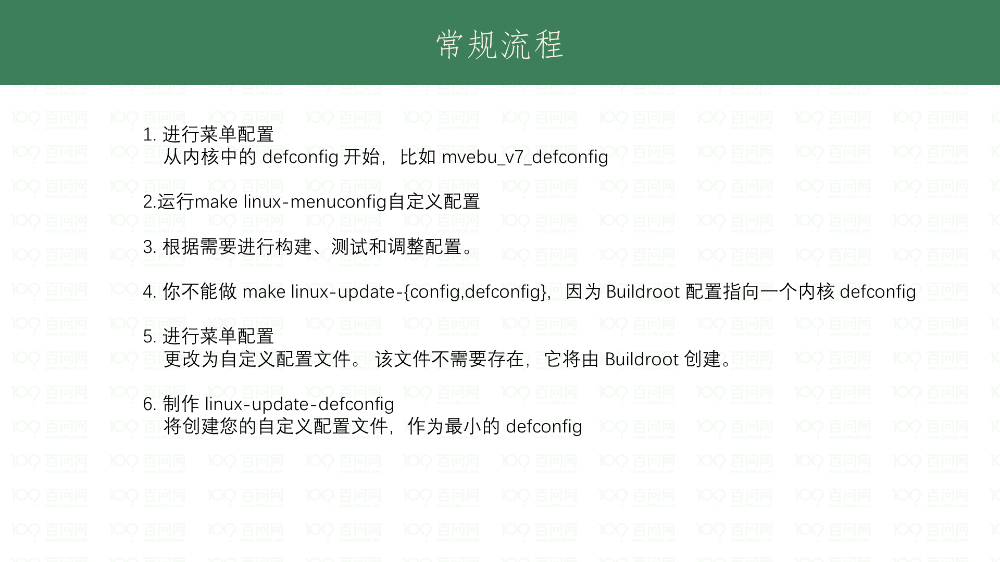 常规流程
1. 进行菜单配置
从内核中的 defconfig 开始，比如 mvebu_v7_defconfig
2.运行make linux-menuconfig自定义配置
3. 根据需要进行构建、测试和调整配置。
4. 你不能做 make linux-update-{config,defconfig}，因为 Buildroot 配置指向一个内核 defconfig
5. 进行菜单配置
更改为自定义配置文件。 该文件不需要存在，它将由 Buildroot 创建。
6. 制作 linux-update-defconfig
将创建您的自定义配置文件，作为最小的 defconfig
百问网
www.100ask.net